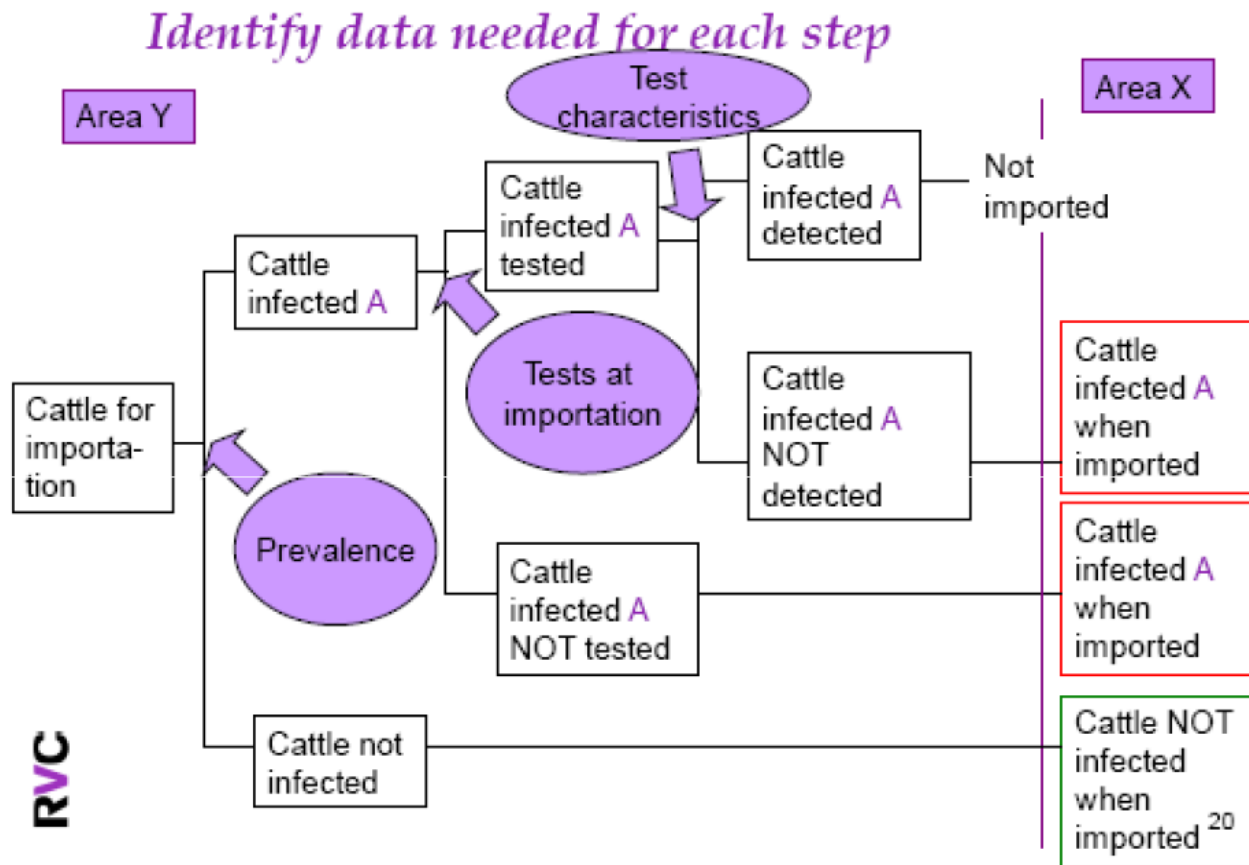 Identify data needed for each step
Area Y
Test
characteristics
Area X
Cattle
infected A
tested
Cattle
infected A
detected
Not
imported
Cattle
infected A
Tests at
importation
Cattle
infected A
NOT
detected
Cattle
infected A
when
imported
Cattle for
importa-
tion
Prevalence
Cattle
infected A
NOT tested
Cattle
infected A
when
imported
Cattle not
infected
Cattle NOT
infected
when
imported
20
RVC